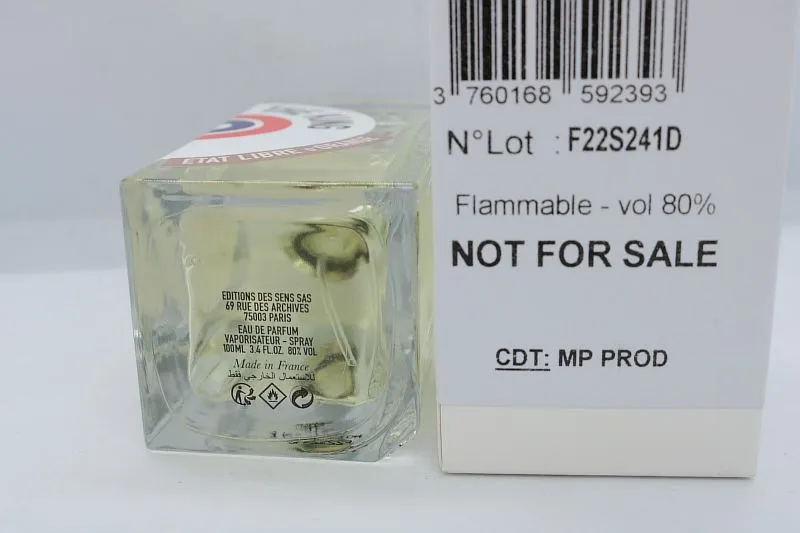 ETAT LIBRE
EDITIONS DES SENS SAS
69 RUE DES ARCHIVES
75003 PARIS
EAU DE PARFUM
VAPORISATEUR - SPRAY
100ML 3.4 FL.OZ. 80% VOL
Made in France
للاستعمال الخارجي فقط
3 760168 592393
N°Lot : F22S241D
Flammable - vol 80%
NOT FOR SALE
CDT: MP PROD